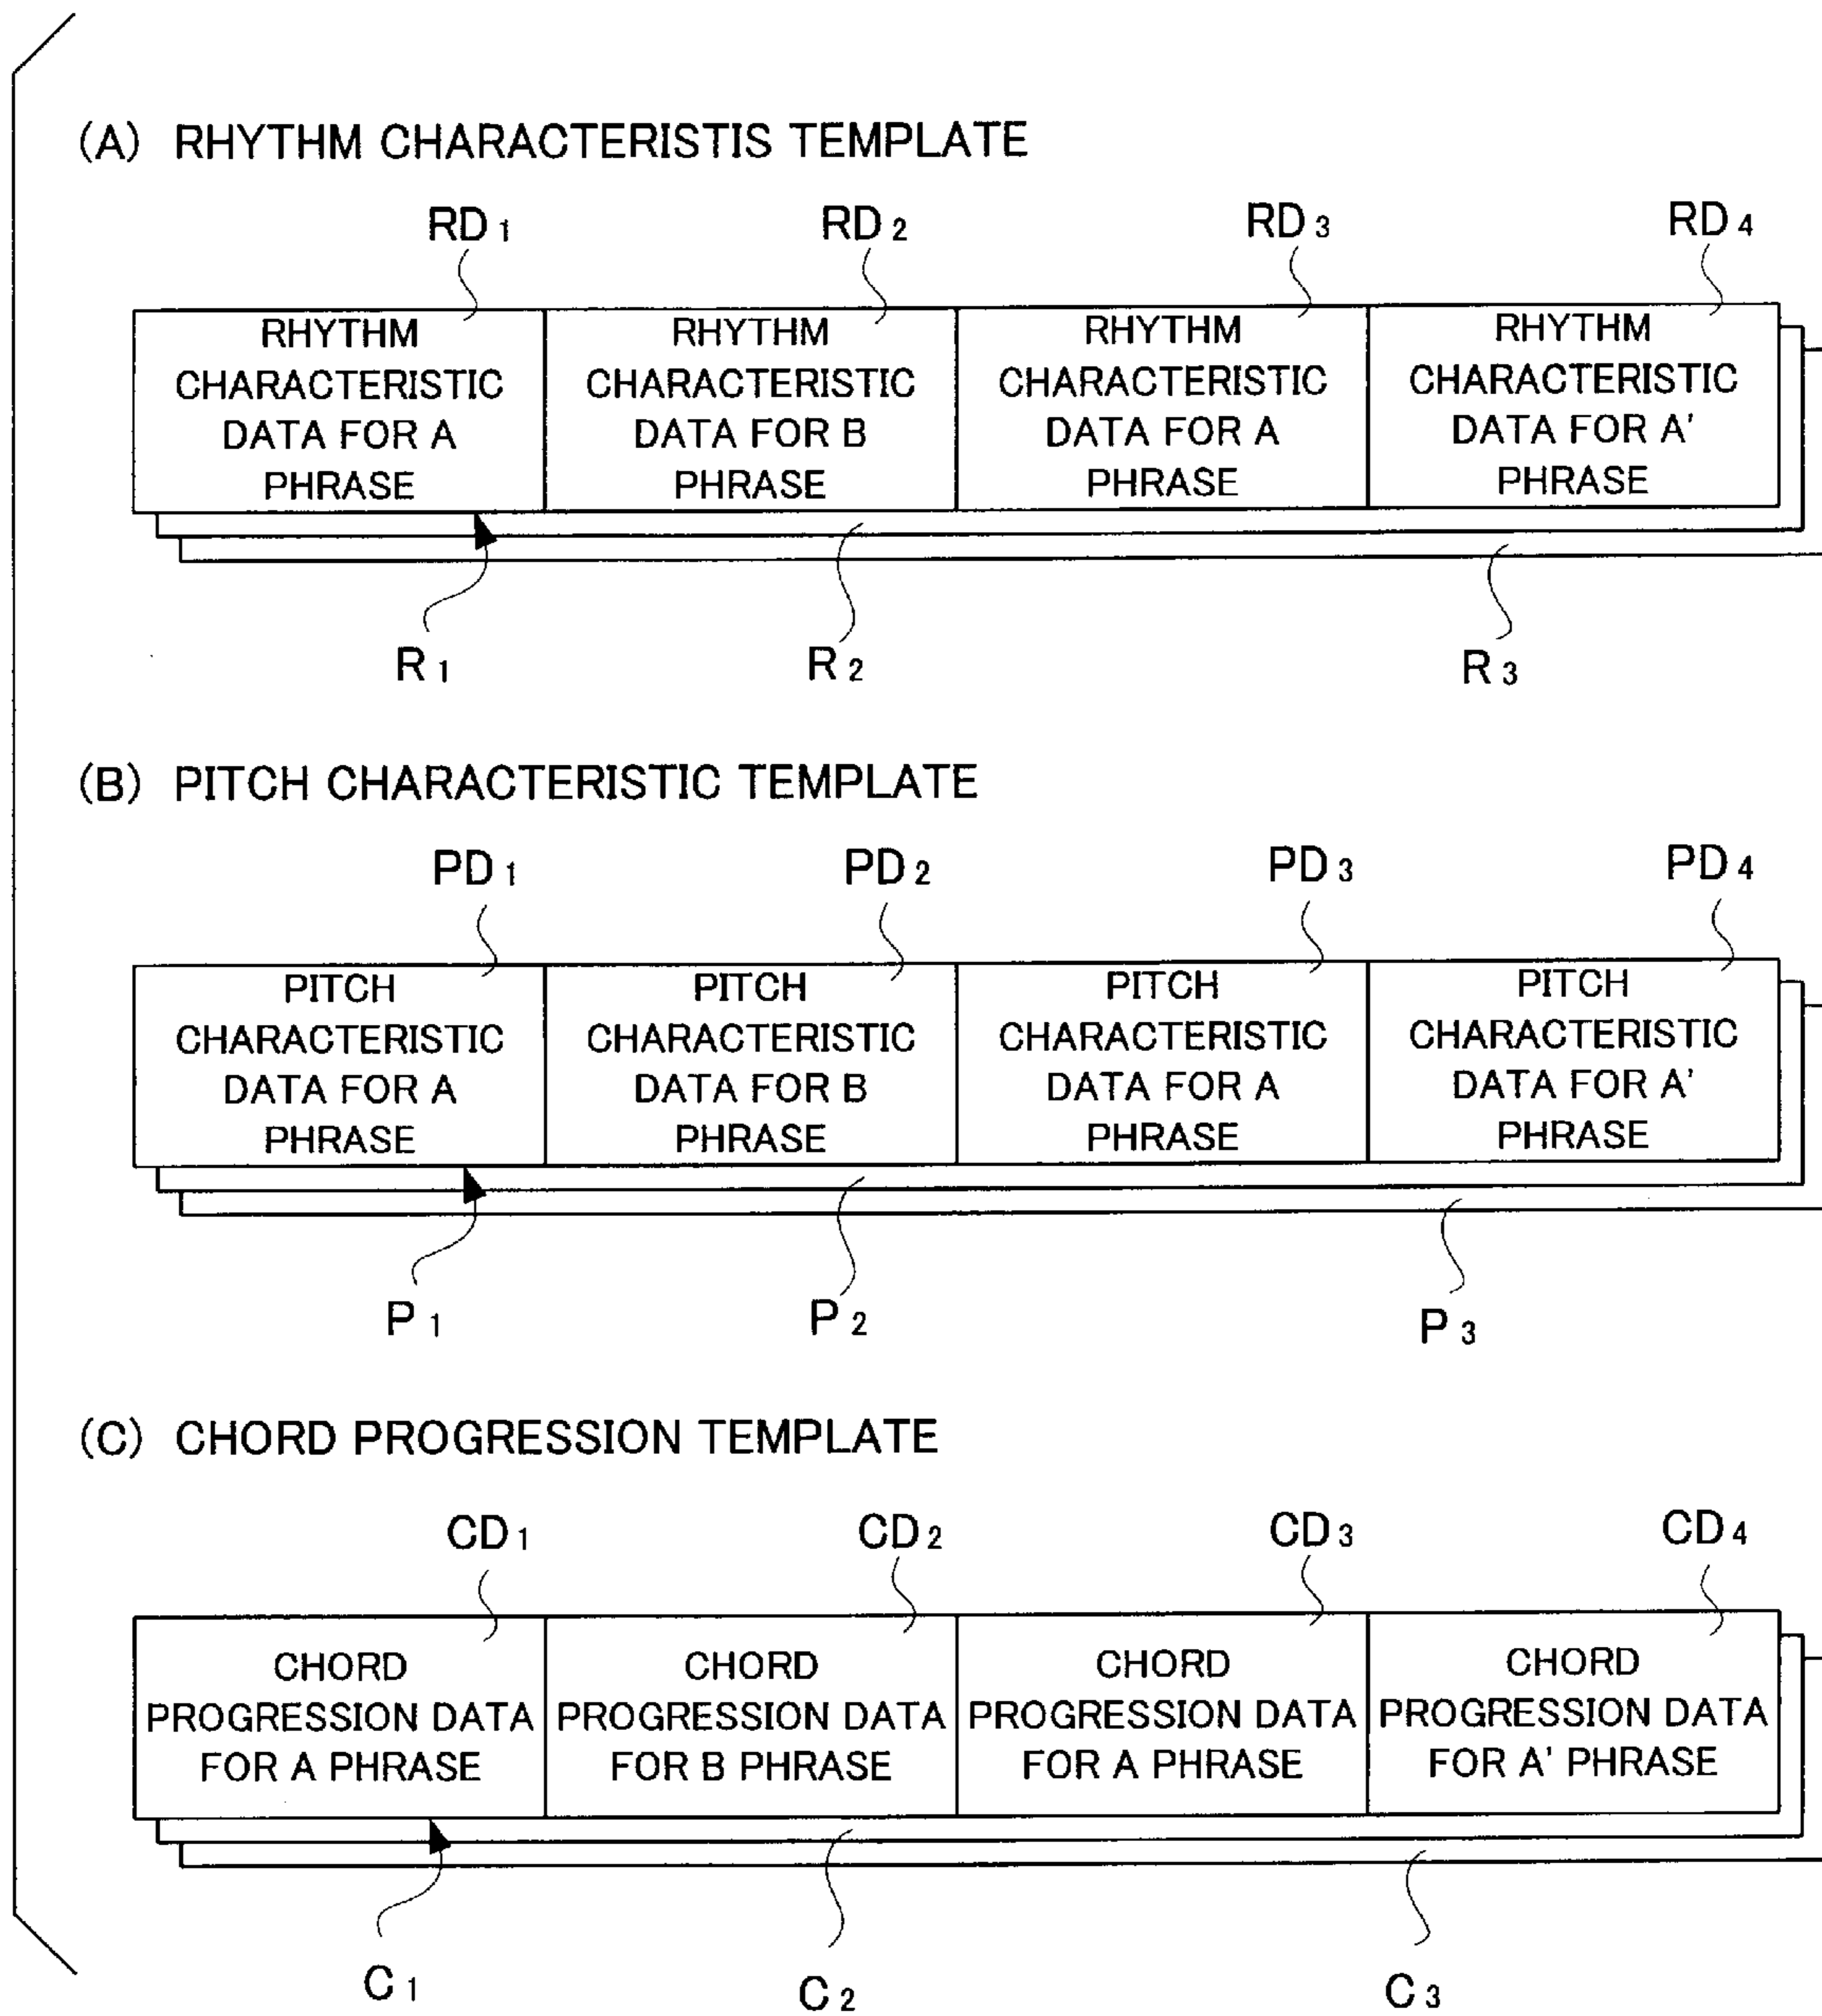 (A) RHYTHM CHARACTERISTIS TEMPLATE
RD1 RD2 RD3 RD4
RHYTHM CHARACTERISTIC DATA FOR A PHRASE
RHYTHM CHARACTERISTIC DATA FOR B PHRASE
RHYTHM CHARACTERISTIC DATA FOR A PHRASE
RHYTHM CHARACTERISTIC DATA FOR A' PHRASE
R1 R2 R3
(B) PITCH CHARACTERISTIC TEMPLATE
PD1 PD2 PD3 PD4
PITCH CHARACTERISTIC DATA FOR A PHRASE
PITCH CHARACTERISTIC DATA FOR B PHRASE
PITCH CHARACTERISTIC DATA FOR A PHRASE
PITCH CHARACTERISTIC DATA FOR A' PHRASE
P1 P2 P3
(C) CHORD PROGRESSION TEMPLATE
CD1 CD2 CD3 CD4
CHORD PROGRESSION DATA FOR A PHRASE
CHORD PROGRESSION DATA FOR B PHRASE
CHORD PROGRESSION DATA FOR A PHRASE
CHORD PROGRESSION DATA FOR A' PHRASE
C1 C2 C3